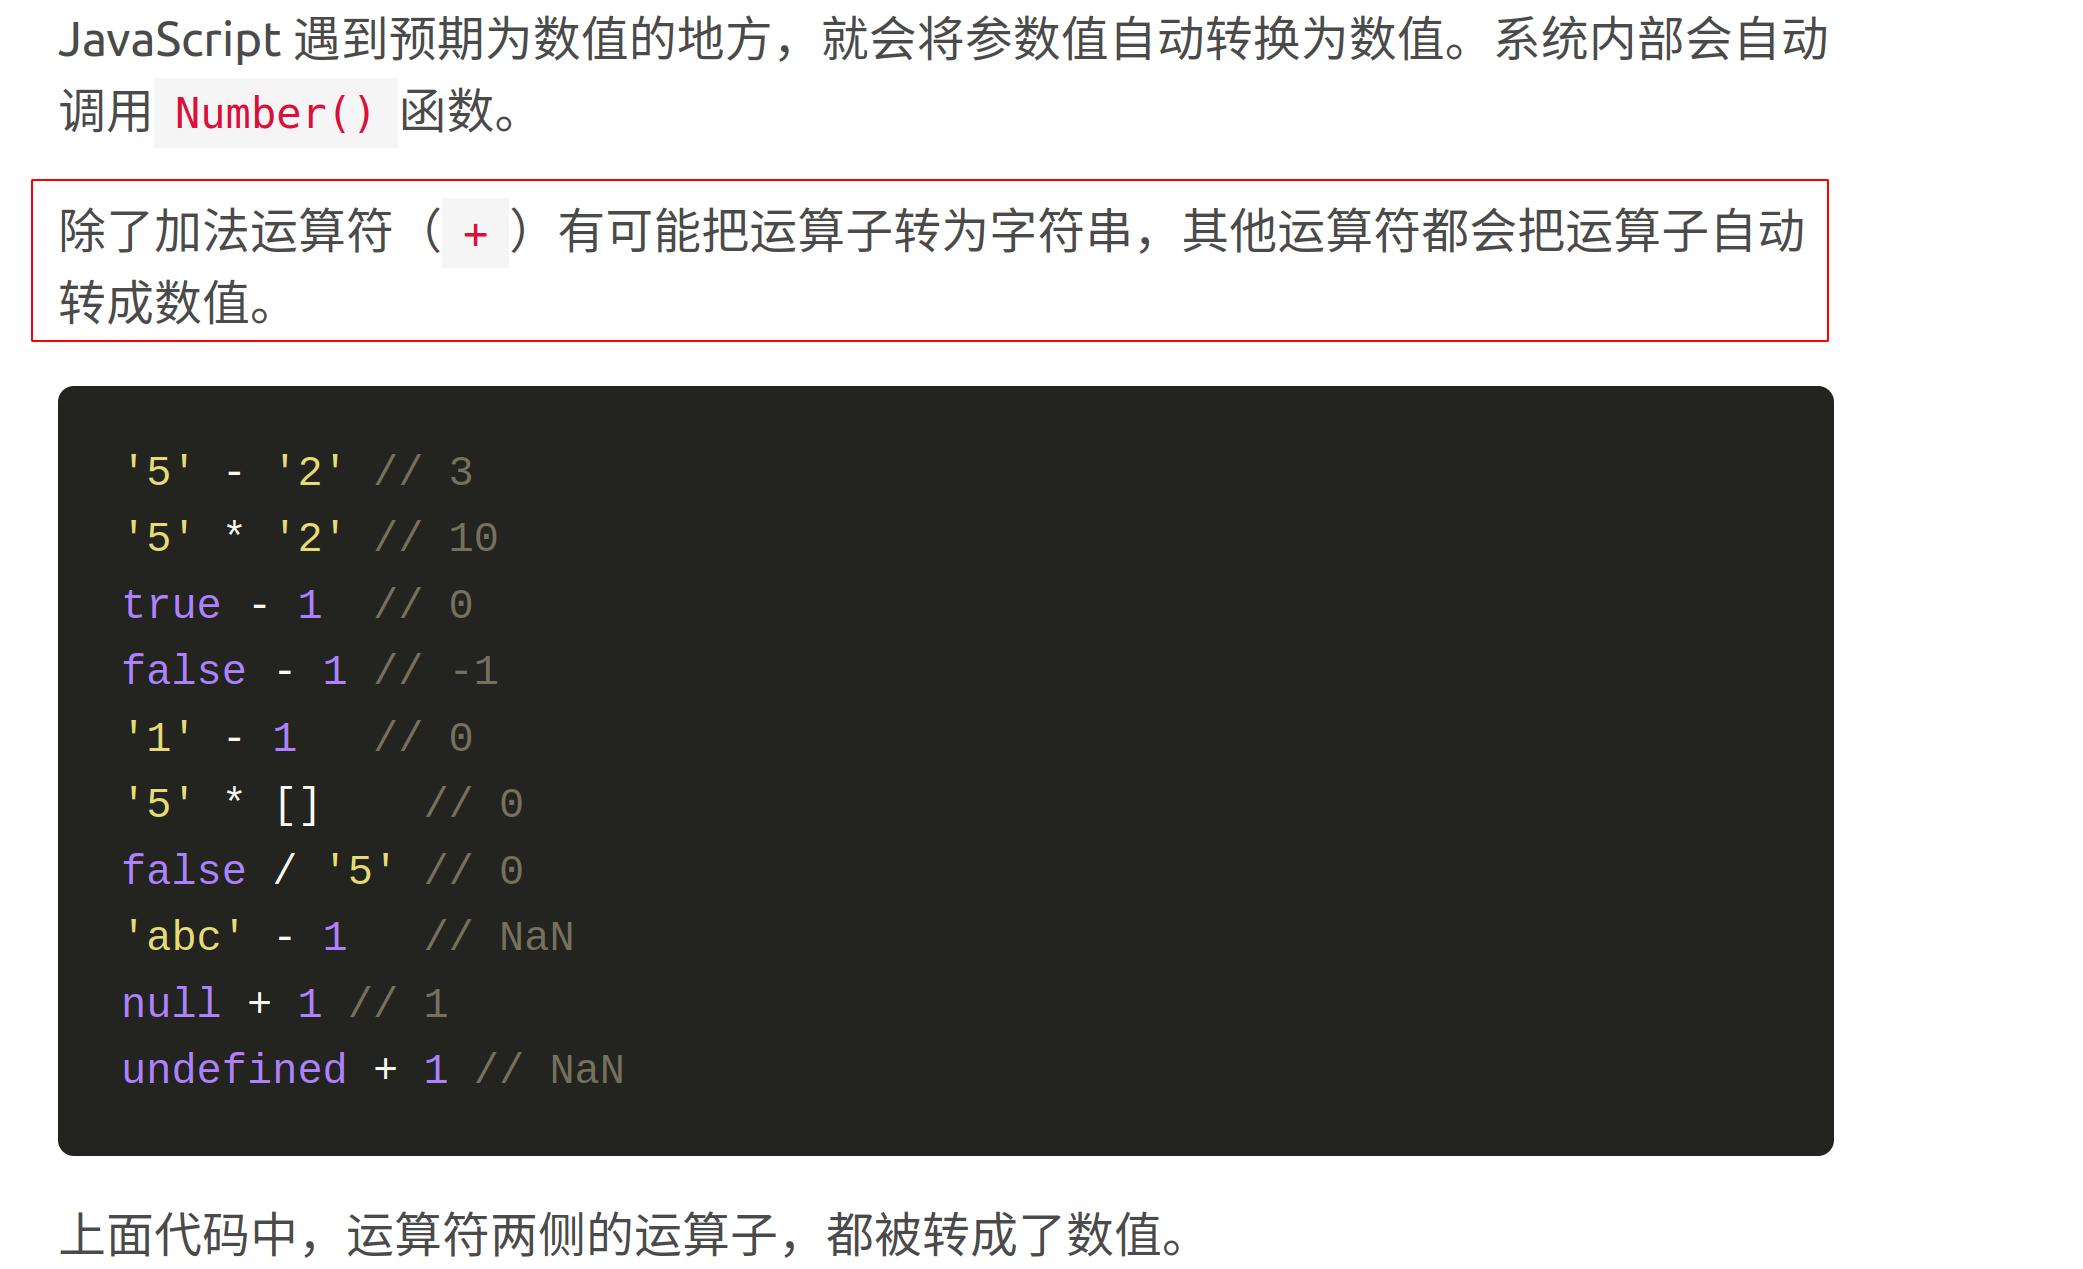 JavaScript 遇到预期为数值的地方，就会将参数值自动转换为数值。系统内部会自动
调用 Number() 函数。
除了加法运算符（ + ）有可能把运算子转为字符串，其他运算符都会把运算子自动
转成数值。
'5' - '2' // 3
'5' * '2' // 10
true - 1  // 0
false - 1 // -1
'1' - 1   // 0
'5' * []    // 0
false / '5' // 0
'abc' - 1   // NaN
null + 1 // 1
undefined + 1 // NaN
上面代码中，运算符两侧的运算子，都被转成了数值。